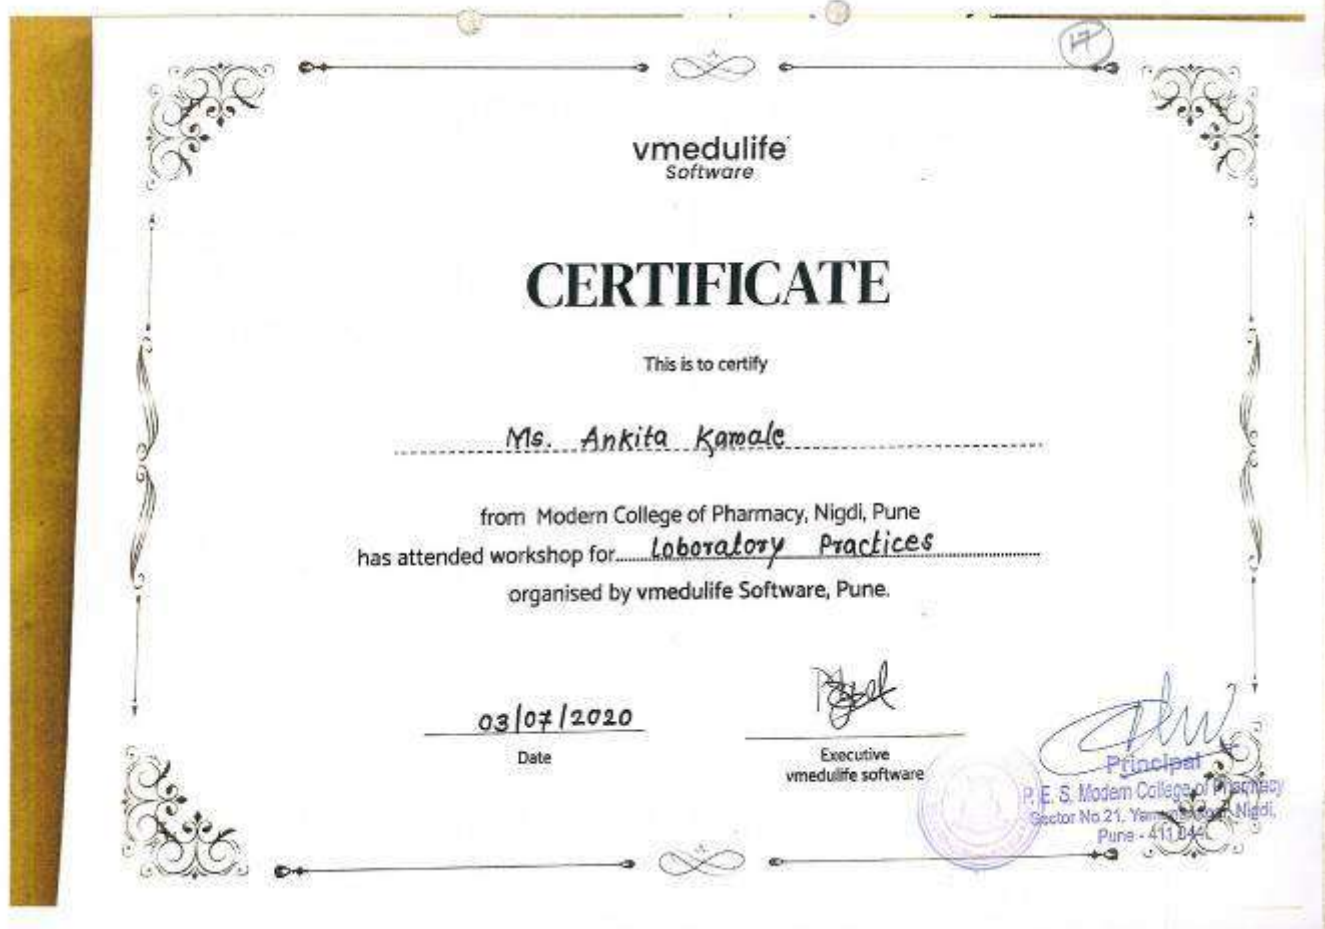 17
vmedulife
Software
CERTIFICATE
This is to certify
Ms. Ankita Kamale
from Modern College of Pharmacy, Nigdi, Pune
has attended workshop for Loboratory Practices
organised by vmedulife Software, Pune.
03/07/2020
Date
Executive
vmedulife software
Principal
P. E. S. Modern College of Pharmacy
Sector No.21, Nigdi,
Pune - 411